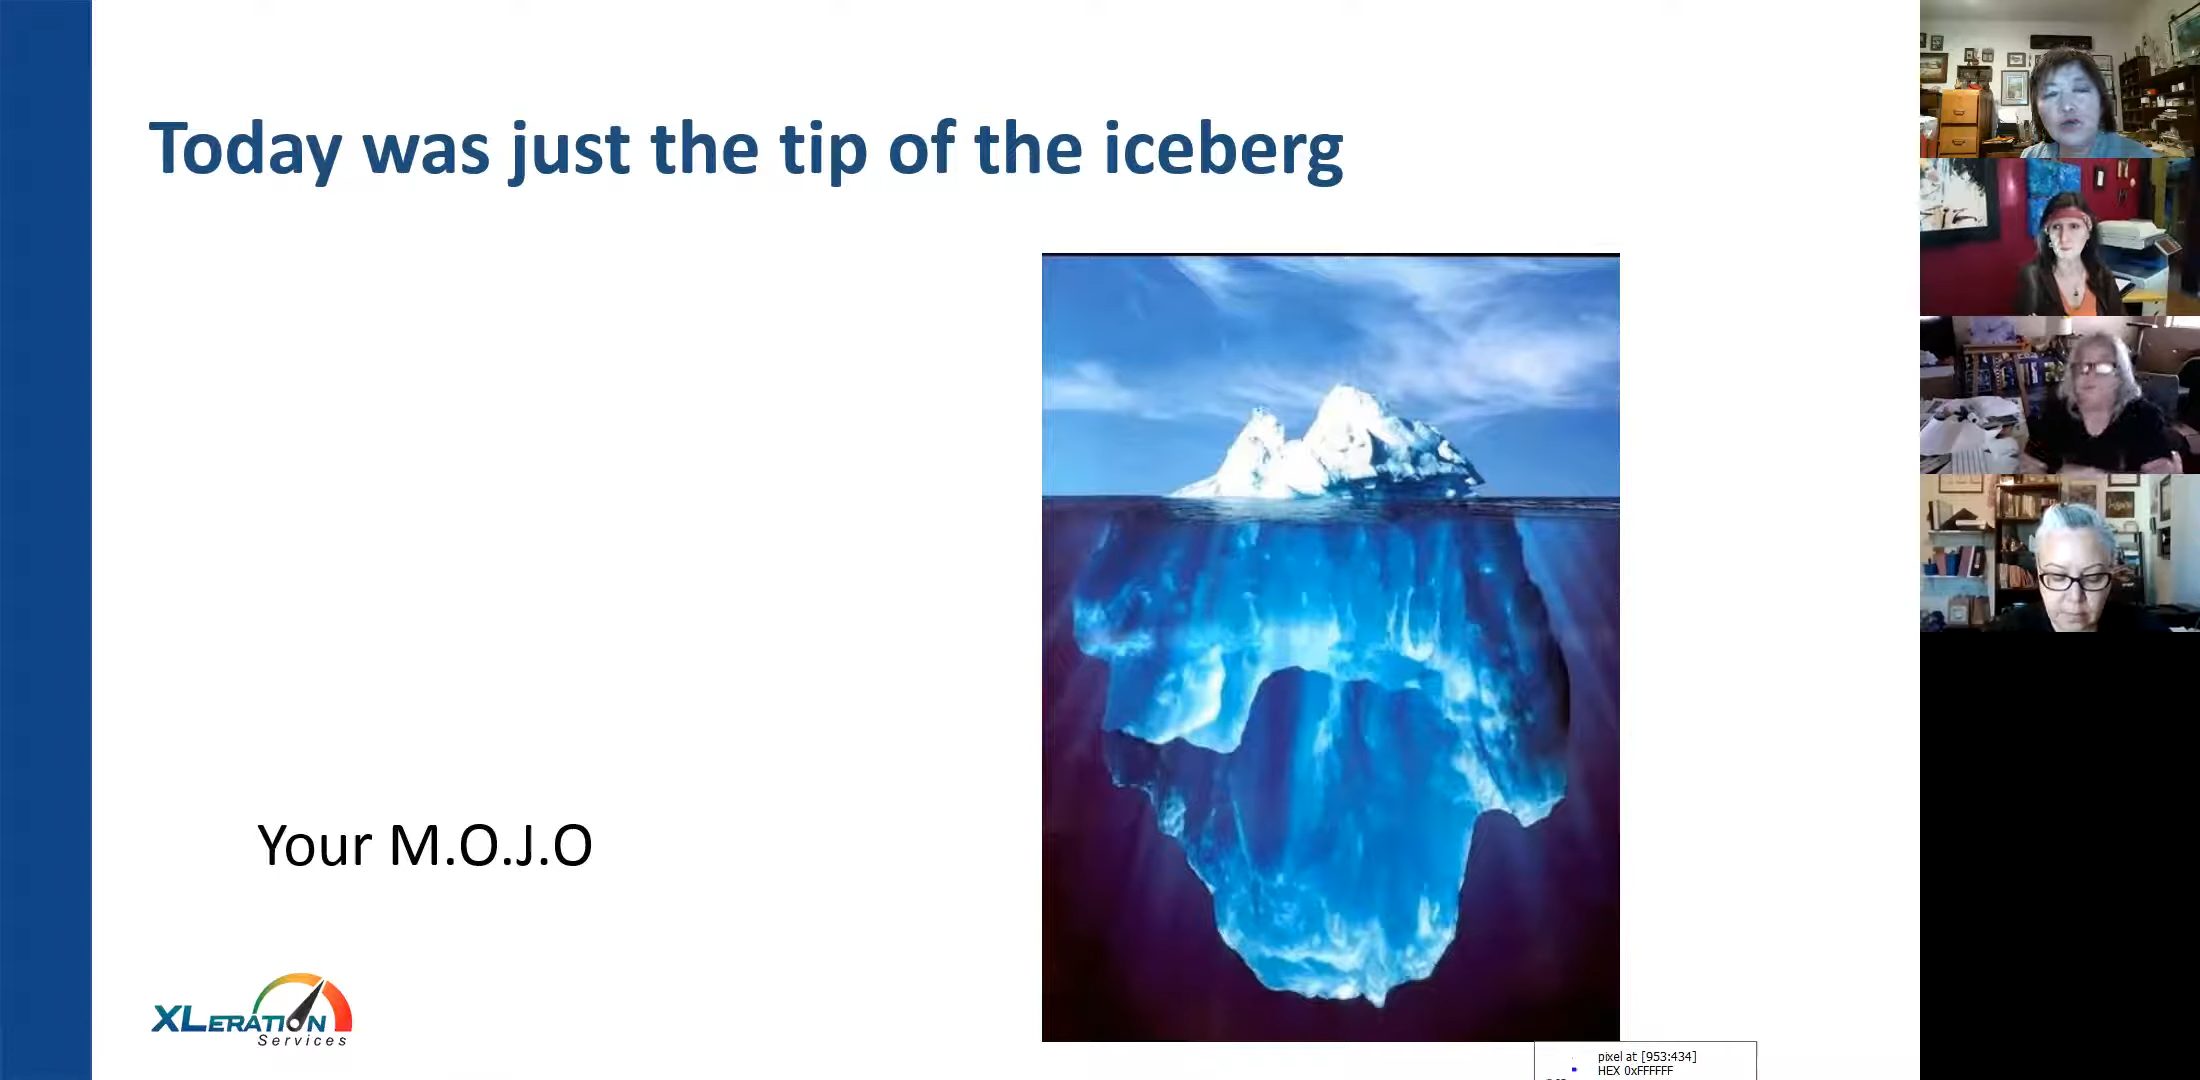 Today was just the tip of the iceberg
Your M.O.J.O
XLERATION
Services
pixel at [953:434]
HEX 0xFFFFFF